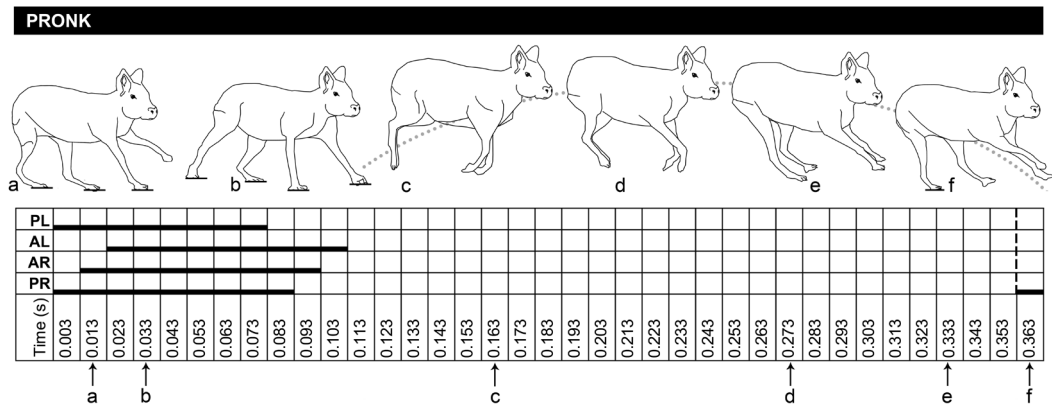 PRONK
a b c d e f
PL
AL
AR
PR
Time (s) 0.003 0.013 0.023 0.033 0.043 0.053 0.063 0.073 0.083 0.093 0.103 0.113 0.123 0.133 0.143 0.153 0.163 0.173 0.183 0.193 0.203 0.213 0.223 0.233 0.243 0.253 0.263 0.273 0.283 0.293 0.303 0.313 0.323 0.333 0.343 0.353 0.363
a b c d e f